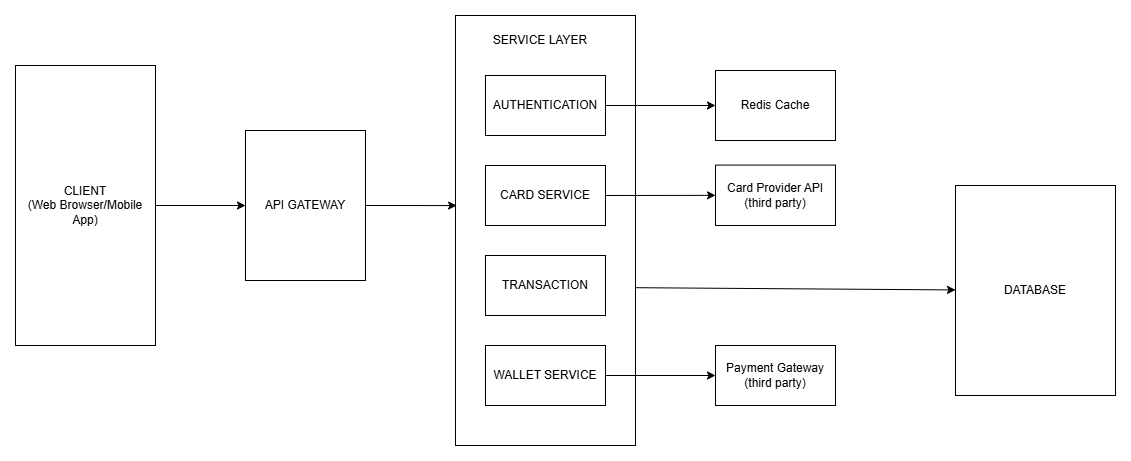 CLIENT
(Web Browser/Mobile
App)
API GATEWAY
SERVICE LAYER
AUTHENTICATION
CARD SERVICE
TRANSACTION
WALLET SERVICE
Redis Cache
Card Provider API
(third party)
Payment Gateway
(third party)
DATABASE